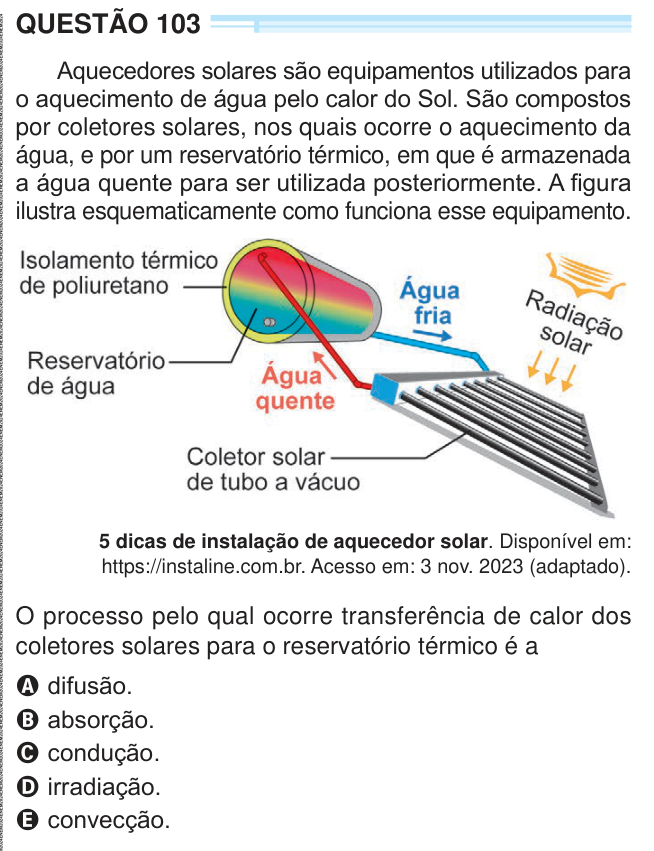 QUESTÃO 103
Aquecedores solares são equipamentos utilizados para
o aquecimento de água pelo calor do Sol. São compostos
por coletores solares, nos quais ocorre o aquecimento da
água, e por um reservatório térmico, em que é armazenada
a água quente para ser utilizada posteriormente. A figura
ilustra esquematicamente como funciona esse equipamento.
Isolamento térmico
de poliuretano
Reservatório
de água
Água
quente
Água
fria
Radiação
solar
Coletor solar
de tubo a vácuo
5 dicas de instalação de aquecedor solar. Disponível em:
https://instaline.com.br. Acesso em: 3 nov. 2023 (adaptado).
O processo pelo qual ocorre transferência de calor dos
coletores solares para o reservatório térmico é a
A difusão.
B absorção.
C condução.
D irradiação.
E convecção.